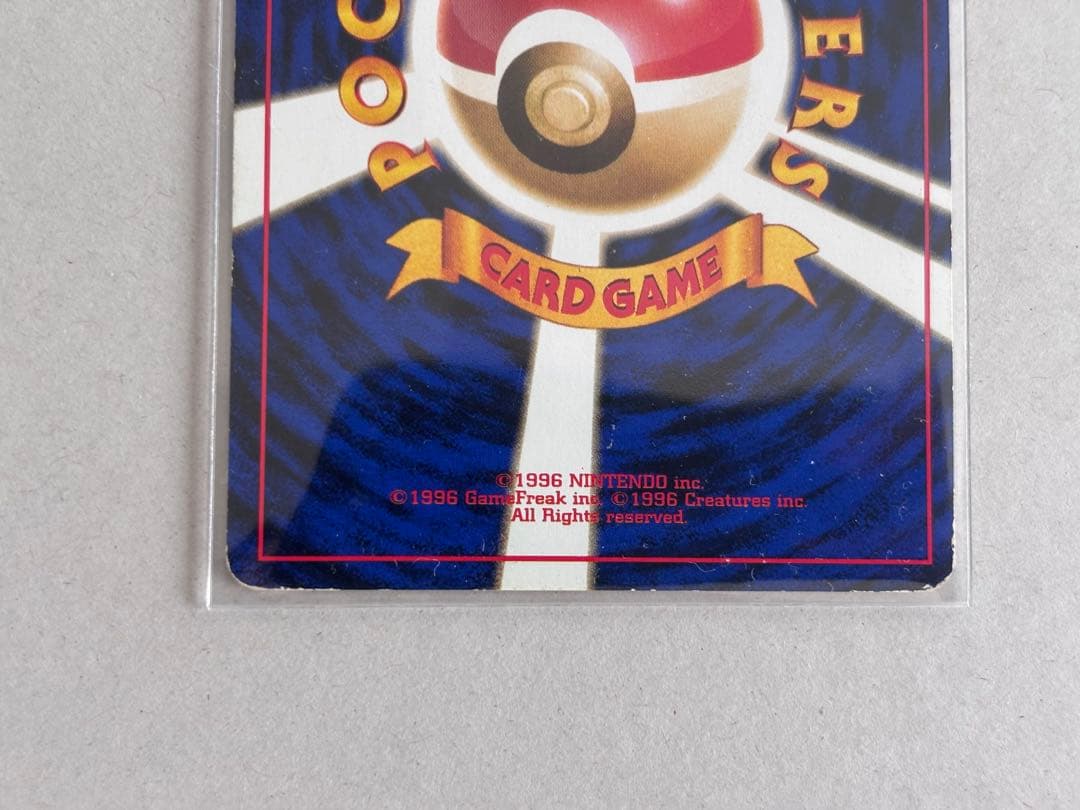 POC
ERS
CARD GAME
©1996 NINTENDO inc.
©1996 GameFreak inc. ©1996 Creatures inc.
All Rights reserved.